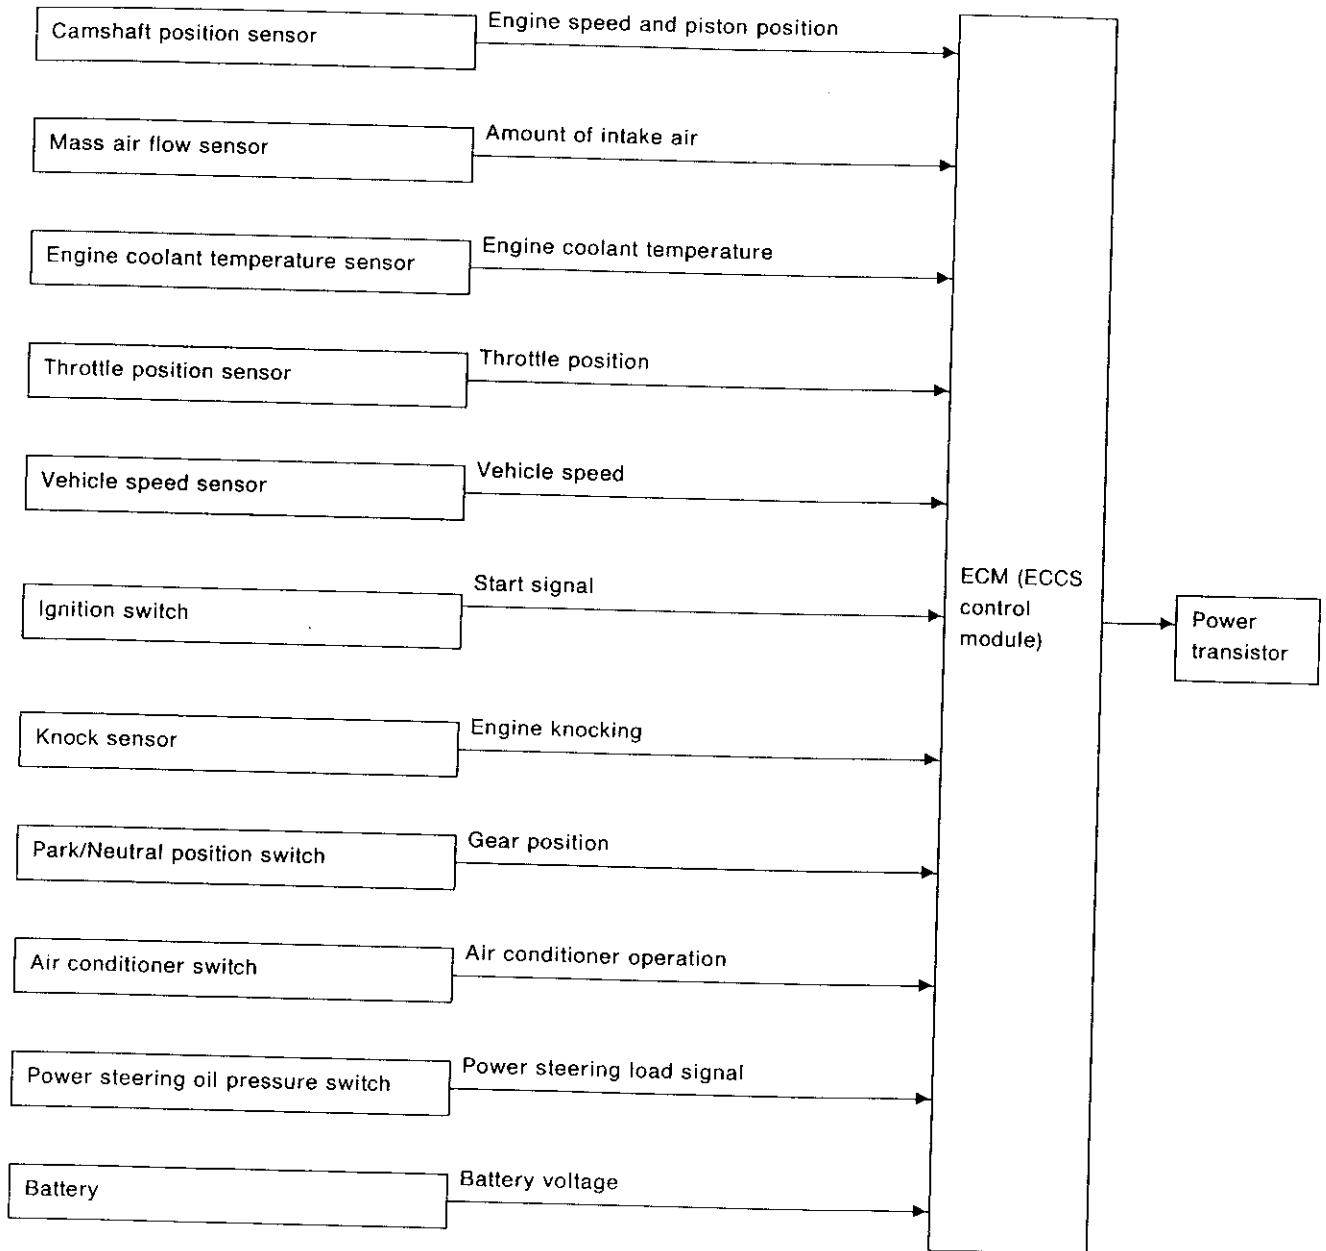 Camshaft position sensor
Engine speed and piston position
Mass air flow sensor
Amount of intake air
Engine coolant temperature sensor
Engine coolant temperature
Throttle position sensor
Throttle position
Vehicle speed sensor
Vehicle speed
Ignition switch
Start signal
ECM (ECCS
control
module)
Power
transistor
Knock sensor
Engine knocking
Park/Neutral position switch
Gear position
Air conditioner switch
Air conditioner operation
Power steering oil pressure switch
Power steering load signal
Battery
Battery voltage